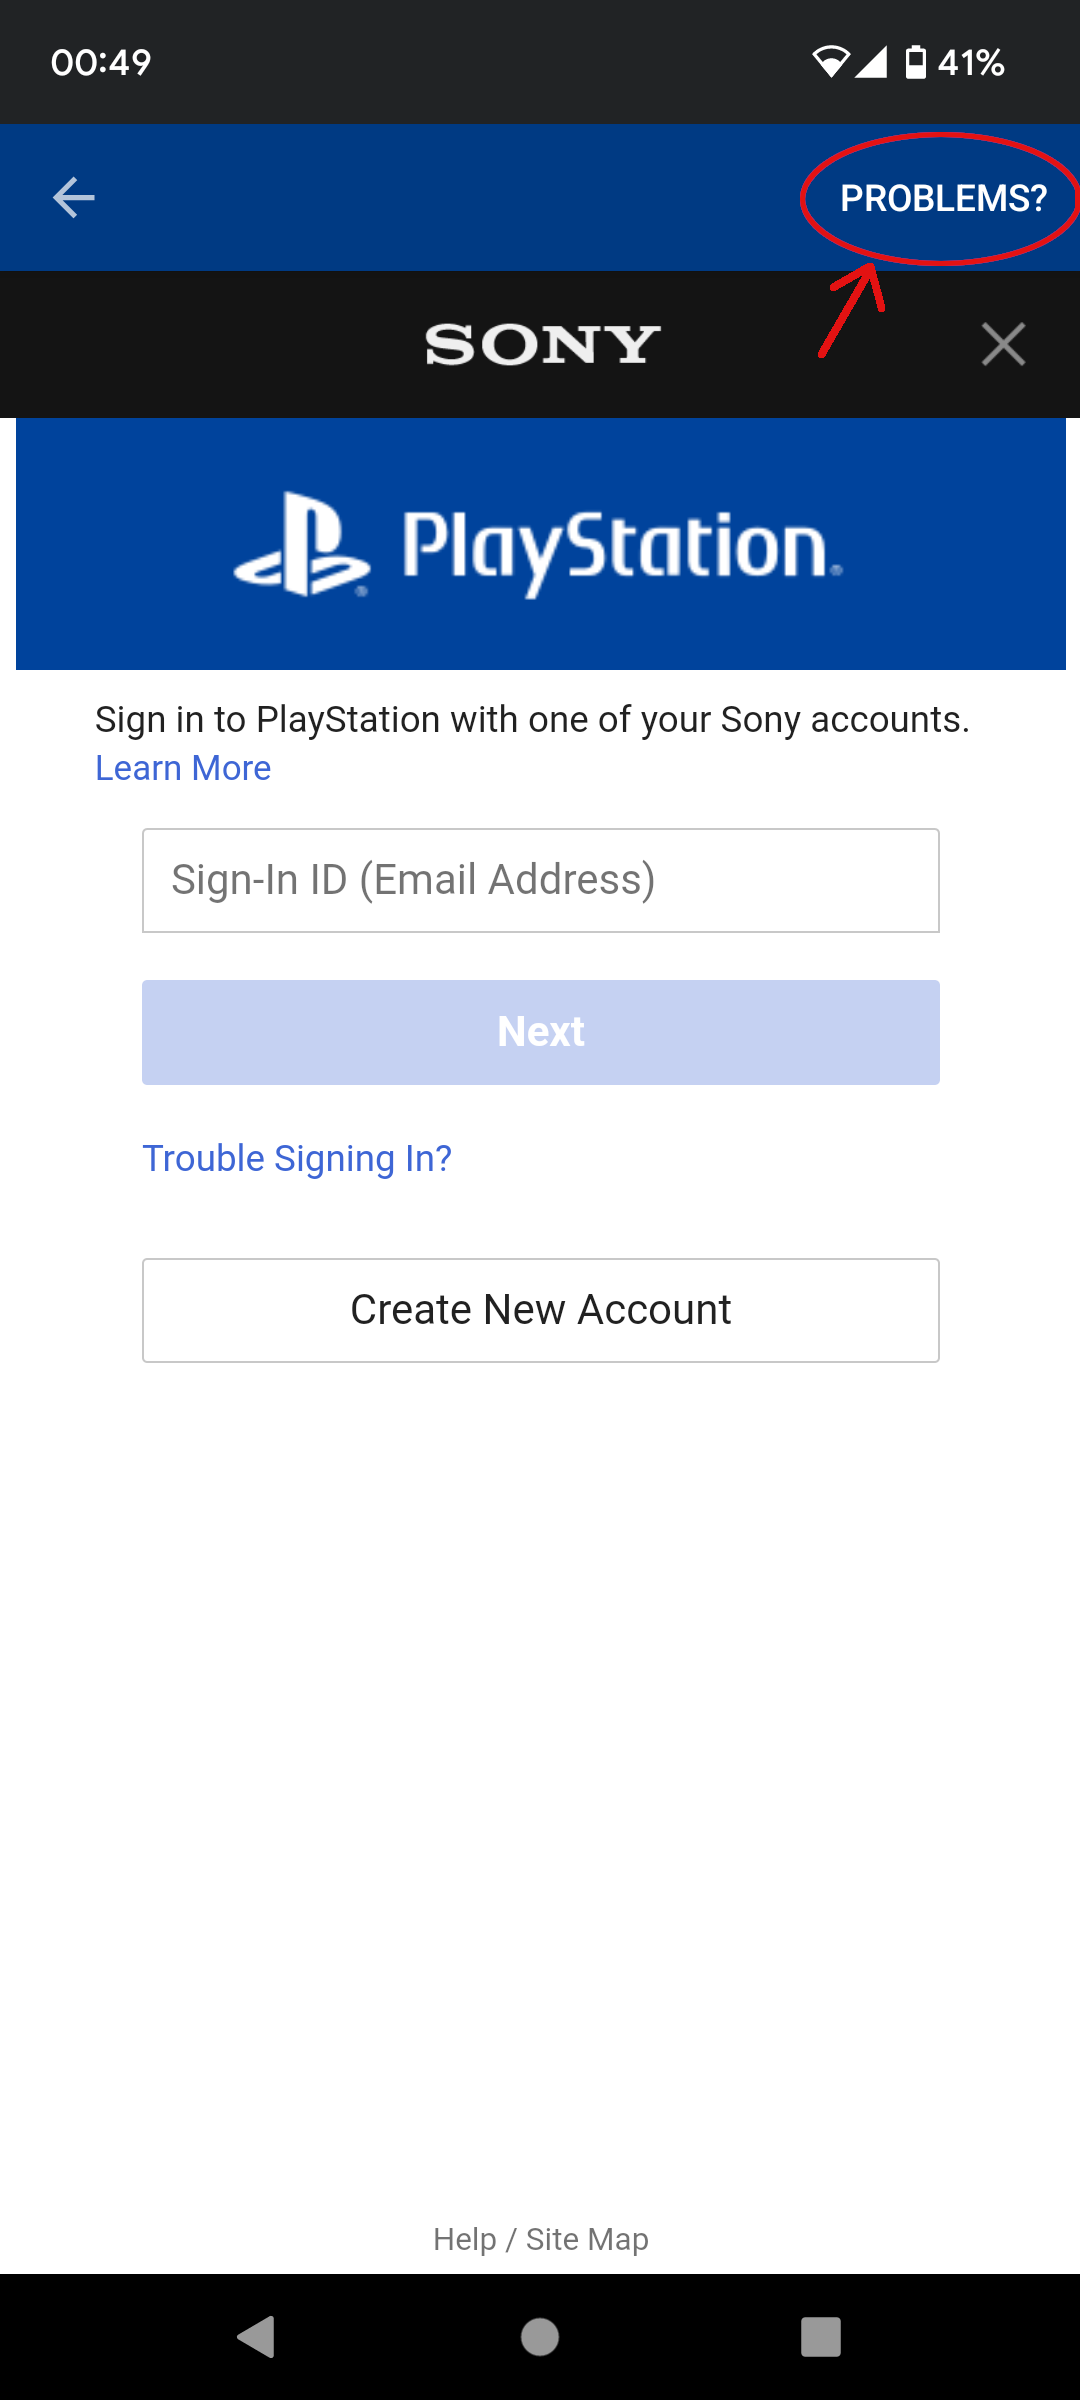 00:49
41%
PROBLEMS?
SONY
PlayStation®
Sign in to PlayStation with one of your Sony accounts.
Learn More
Sign-In ID (Email Address)
Next
Trouble Signing In?
Create New Account
Help / Site Map